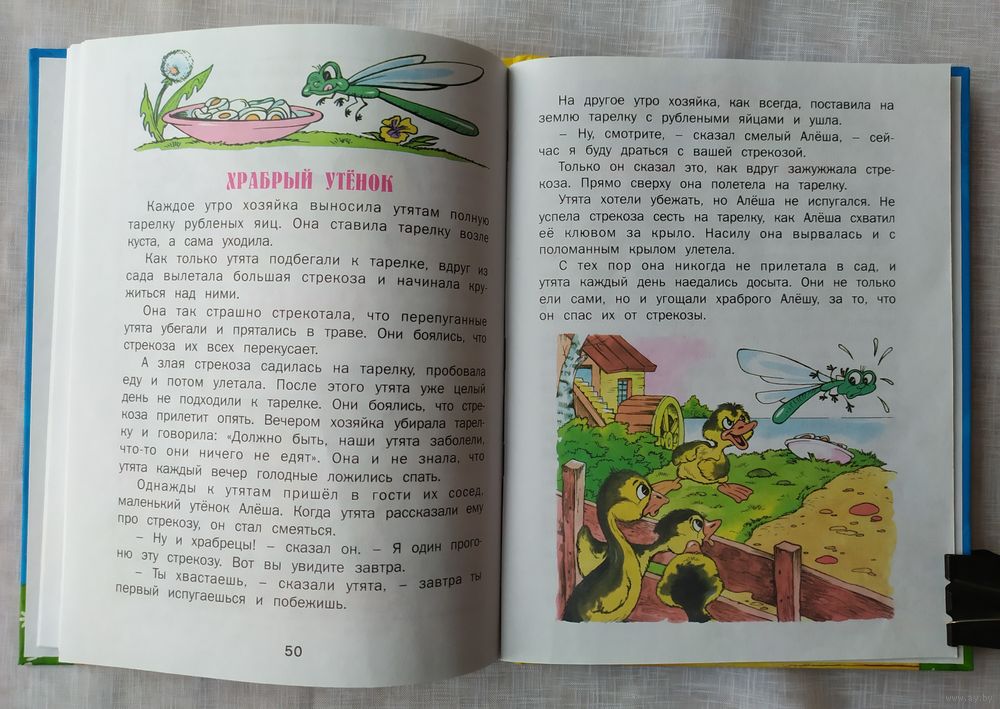 ХРАБРЫЙ УТЁНОК
Каждое утро хозяйка выносила утятам полную
тарелку рубленых яиц. Она ставила тарелку возле
куста, а сама уходила.
Как только утята подбегали к тарелке, вдруг из
сада вылетала большая стрекоза и начинала кру-
житься над ними.
Она так страшно стрекотала, что перепуганные
утята убегали и прятались в траве. Они боялись, что
стрекоза их всех перекусает.
А злая стрекоза садилась на тарелку, пробовала
еду и потом улетала. После этого утята уже целый
день не подходили к тарелке. Они боялись, что стре-
коза прилетит опять. Вечером хозяйка убирала тарел-
ку и говорила: «Должно быть, наши утята заболели,
что-то они ничего не едят». Она и не знала, что
утята каждый вечер голодные ложились спать.
Однажды к утятам пришёл в гости их сосед,
маленький утёнок Алёша. Когда утята рассказали ему
про стрекозу, он стал смеяться.
– Ну и храбрецы! – сказал он. – Я один прого-
ню эту стрекозу. Вот вы увидите завтра.
– Ты хвастаешь, – сказали утята, – завтра ты
первый испугаешься и побежишь.
50
На другое утро хозяйка, как всегда, поставила на
землю тарелку с рублеными яйцами и ушла.
– Ну, смотрите, – сказал смелый Алёша, – сей-
час я буду драться с вашей стрекозой.
Только он сказал это, как вдруг зажужжала стре-
коза. Прямо сверху она полетела на тарелку.
Утята хотели убежать, но Алёша не испугался. Не
успела стрекоза сесть на тарелку, как Алёша схватил
её клювом за крыло. Насилу она вырвалась и с
поломанным крылом улетела.
С тех пор она никогда не прилетала в сад, и
утята каждый день наедались досыта. Они не только
ели сами, но и угощали храброго Алёшу, за то, что
он спас их от стрекозы.
www.ay.by